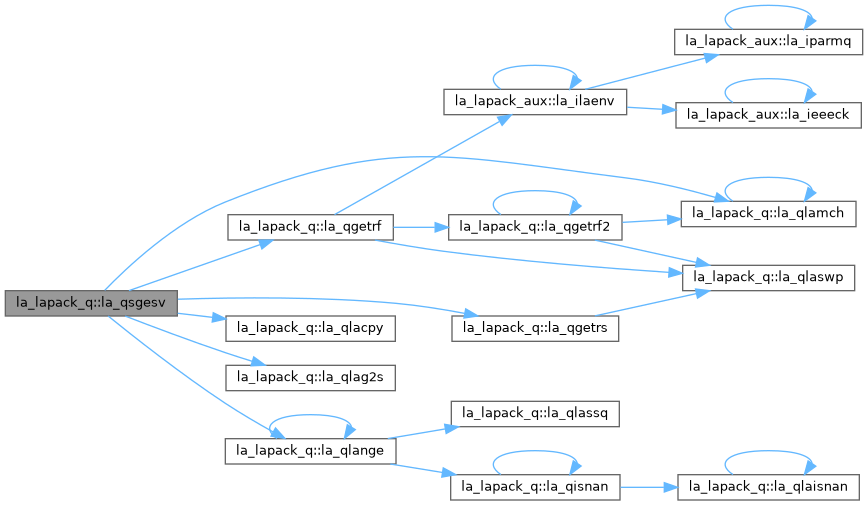 la_lapack_aux::la_iparmq
la_lapack_aux::la_ilaenv
la_lapack_aux::la_ieeeck
la_lapack_q::la_qlamch
la_lapack_q::la_qgetrf
la_lapack_q::la_qgetrf2
la_lapack_q::la_qlaswp
la_lapack_q::la_qsgesv
la_lapack_q::la_qlacpy
la_lapack_q::la_qgetrs
la_lapack_q::la_qlag2s
la_lapack_q::la_qlassq
la_lapack_q::la_qlange
la_lapack_q::la_qisnan
la_lapack_q::la_qlaisnan